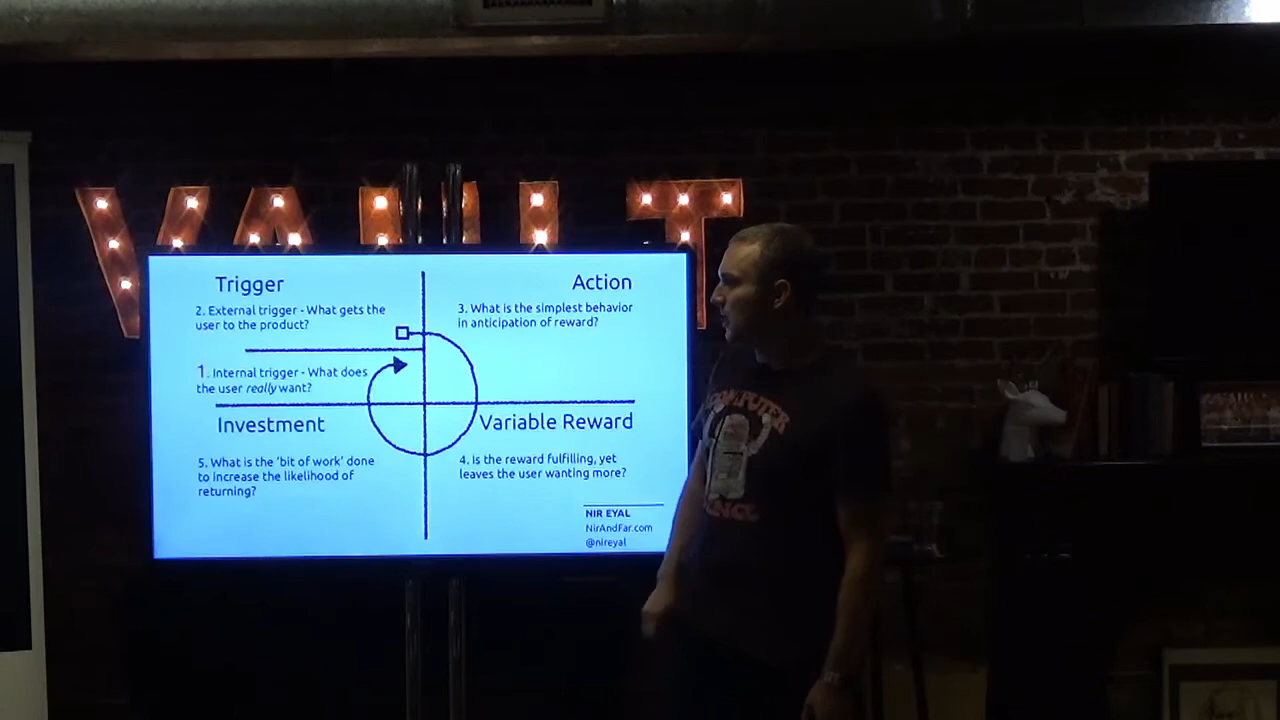 VAULT
Trigger
2. External trigger - What gets the
user to the product?
1. Internal trigger - What does
the user really want?
Action
3. What is the simplest behavior
in anticipation of reward?
Investment
5. What is the 'bit of work' done
to increase the likelihood of
returning?
Variable Reward
4. Is the reward fulfilling, yet
leaves the user wanting more?
NIR EYAL
NirAndFar.com
@nireyal
COMPUTER